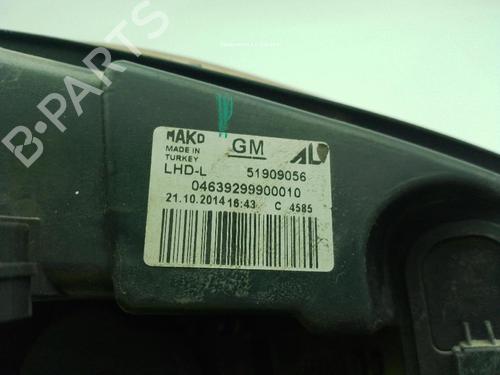 MAKO GM AL
MADE IN
TURKEY
LHD-L 51909056
04639299900010
21.10.2014 16:43 C 4585
B-PARTS